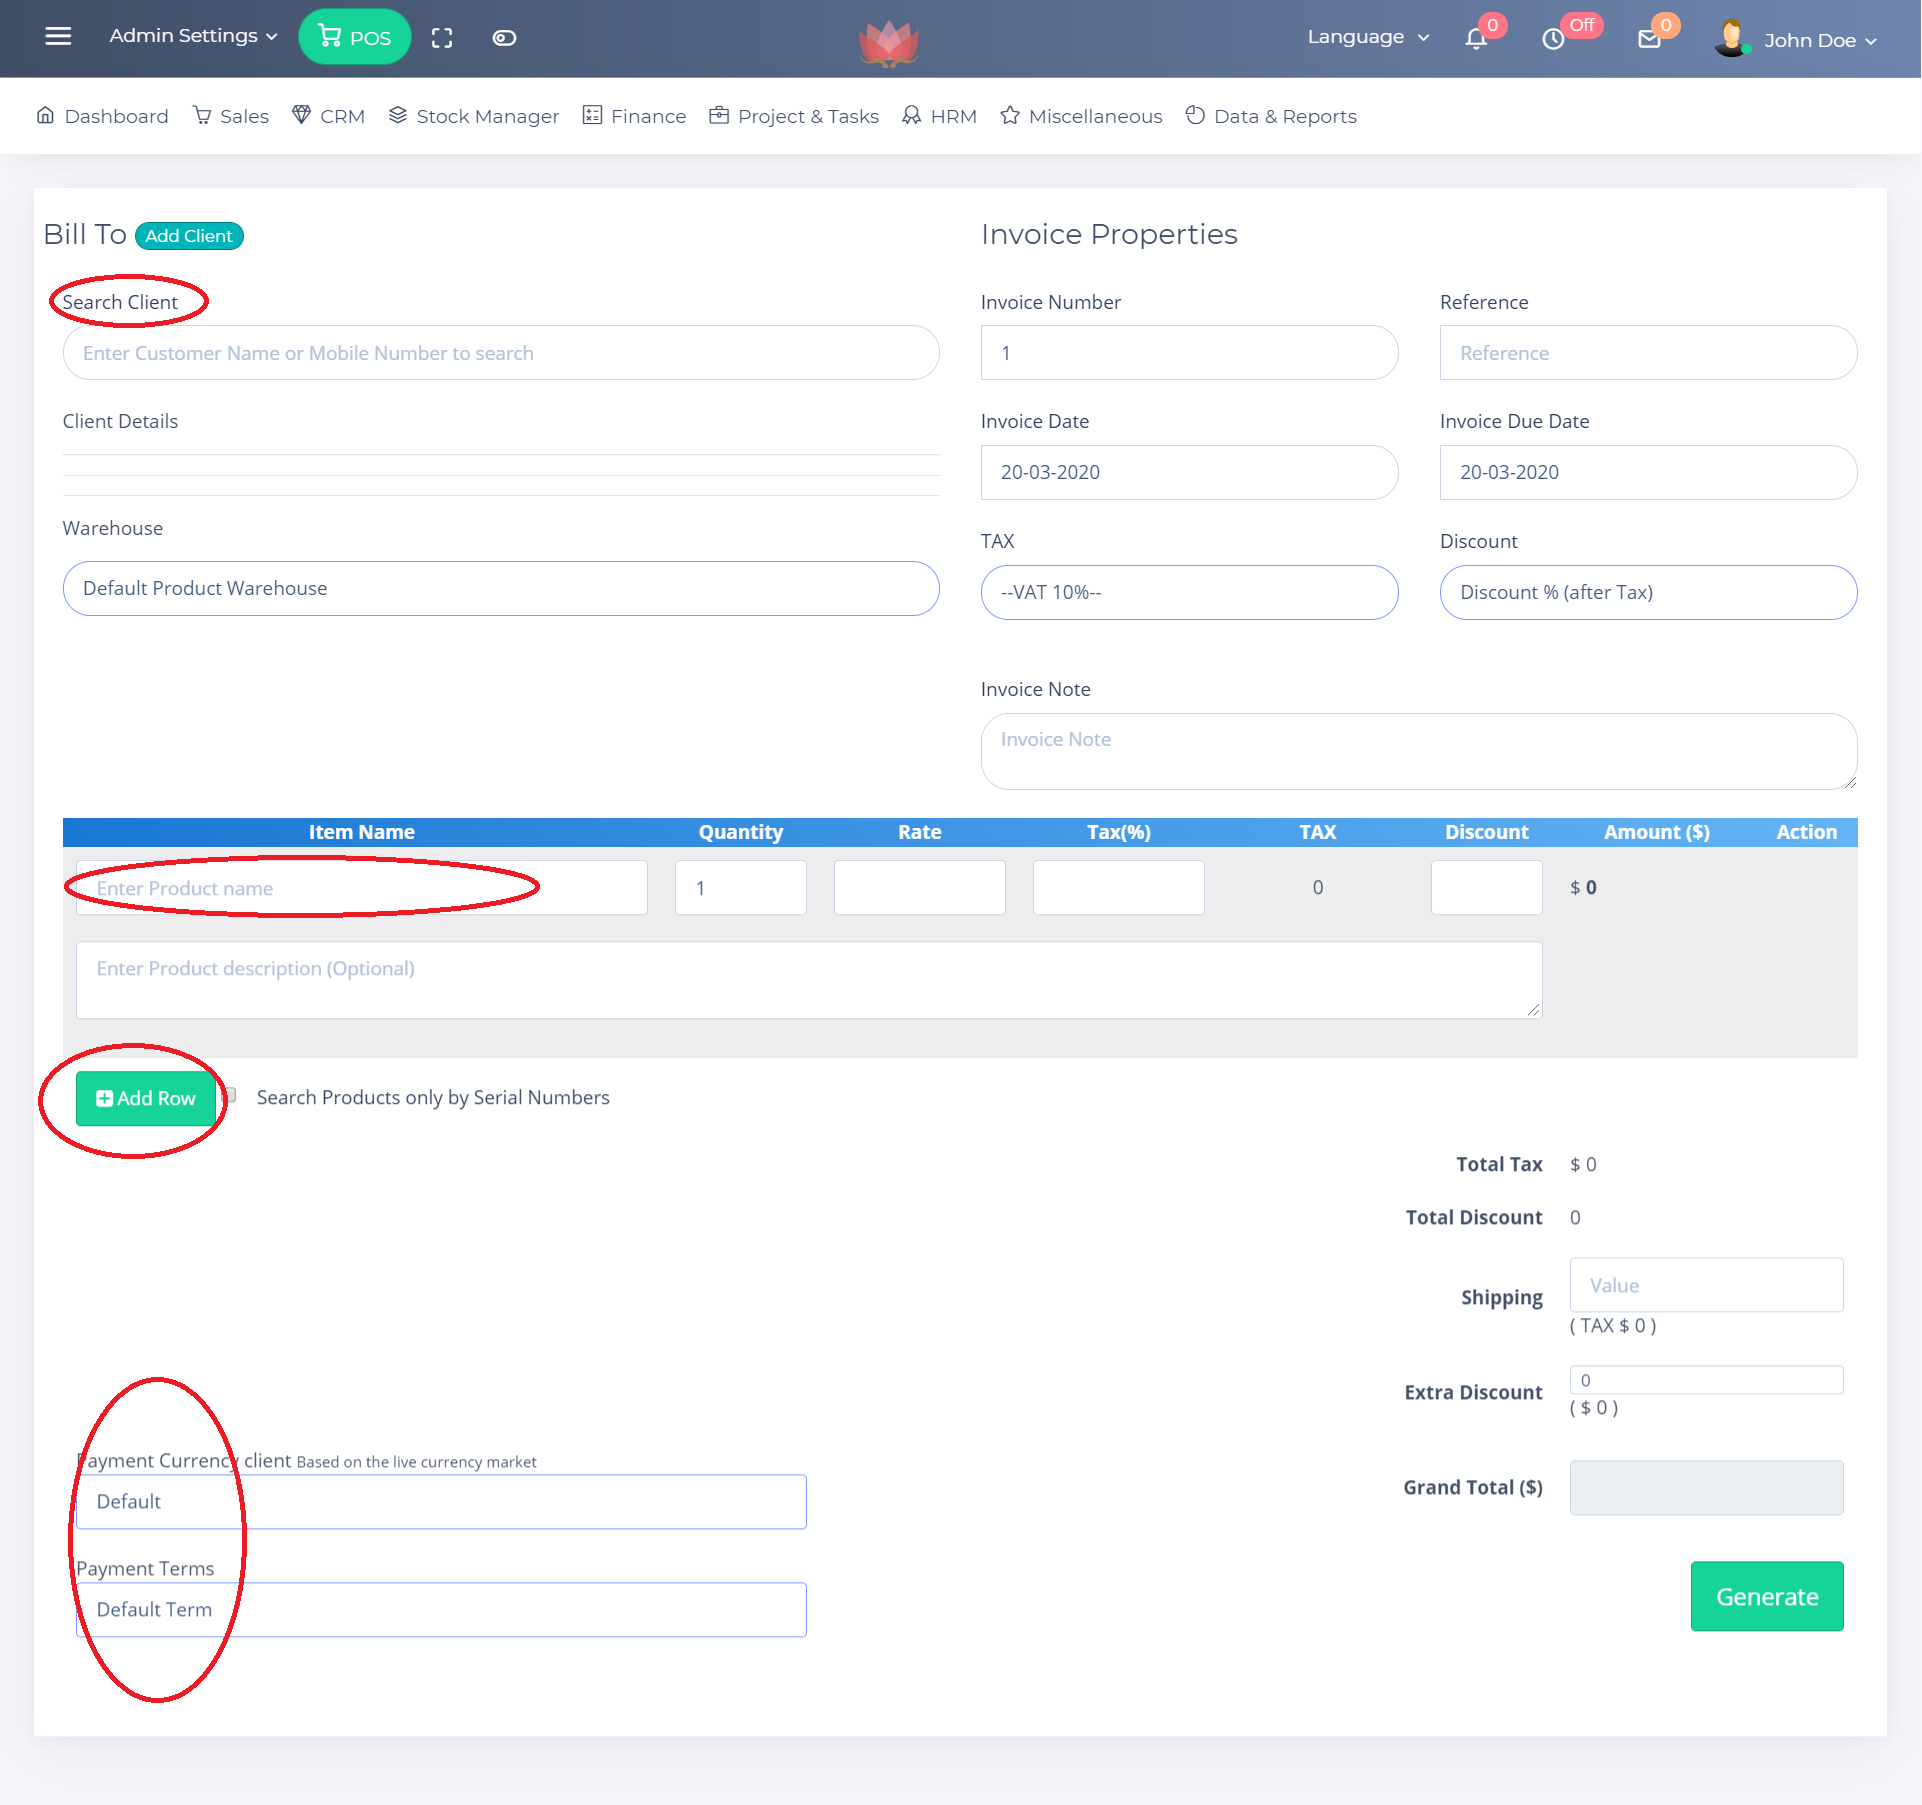 Admin Settings POS Language 0 Off 0 John Doe
Dashboard Sales CRM Stock Manager Finance Project & Tasks HRM Miscellaneous Data & Reports
Bill To Add Client
Search Client
Enter Customer Name or Mobile Number to search
Client Details
Warehouse
Default Product Warehouse
Invoice Properties
Invoice Number Reference
1 Reference
Invoice Date Invoice Due Date
20-03-2020 20-03-2020
TAX Discount
--VAT 10%-- Discount % (after Tax)
Invoice Note
Invoice Note
Item Name Quantity Rate Tax(%) TAX Discount Amount ($) Action
Enter Product name 1 0 $ 0
Enter Product description (Optional)
Add Row Search Products only by Serial Numbers
Total Tax $ 0
Total Discount 0
Shipping Value
( TAX $ 0 )
Extra Discount 0
( $ 0 )
Payment Currency client Based on the live currency market
Default
Grand Total ($)
Payment Terms
Default Term
Generate